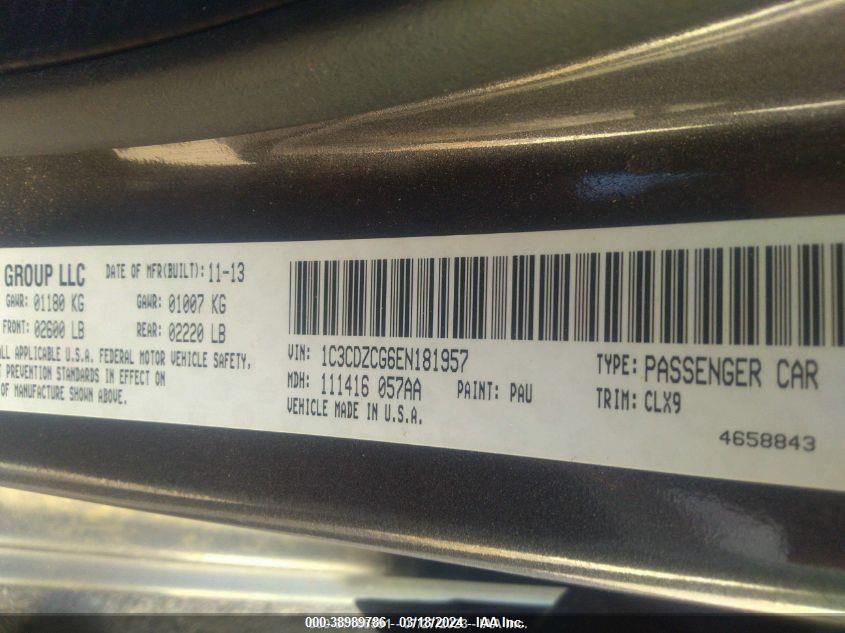 GROUP LLC DATE OF MFR(BUILT): 11-13
GAWR: 01180 KG GAWR: 01007 KG
FRONT: 02600 LB REAR: 02220 LB
ALL APPLICABLE U.S.A. FEDERAL MOTOR VEHICLE SAFETY,
T PREVENTION STANDARDS IN EFFECT ON
OF MANUFACTURE SHOWN ABOVE.
VIN: 1C3CDZCG6EN181957 TYPE: PASSENGER CAR
MDH: 111416 057AA PAINT: PAU TRIM: CLX9
VEHICLE MADE IN U.S.A.
4658843
000-38989786 03/18/2024 IAA Inc.